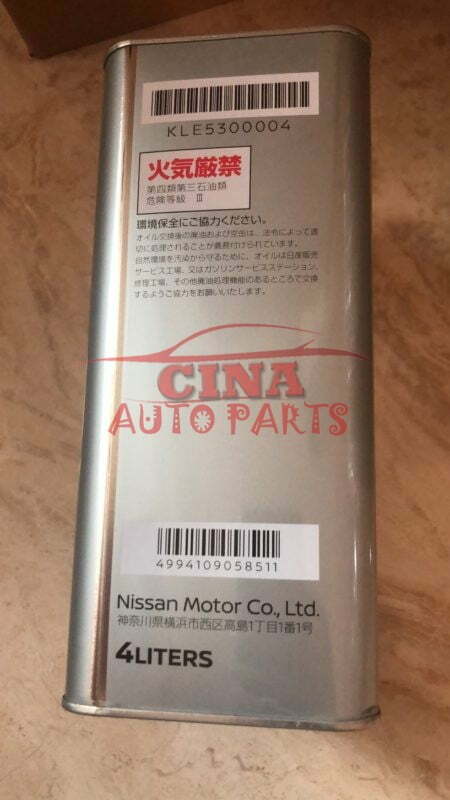 KLE5300004
火気厳禁
第四類第三石油類
危険等級 Ⅲ
環境保全にご協力ください。
オイル交換後の廃油および空缶は、法令によって適
切に処理されることが義務付けられています。
自然環境を汚染から守るために、オイルは日産販売
サービス工場、又はガソリンサービスステーション、
修理工場、その他廃油処理機能のあるところで交換
するようご協力をお願いいたします。
CINA
AUTO PARTS
4994109058511
Nissan Motor Co., Ltd.
神奈川県横浜市西区高島1丁目1番1号
4LITERS